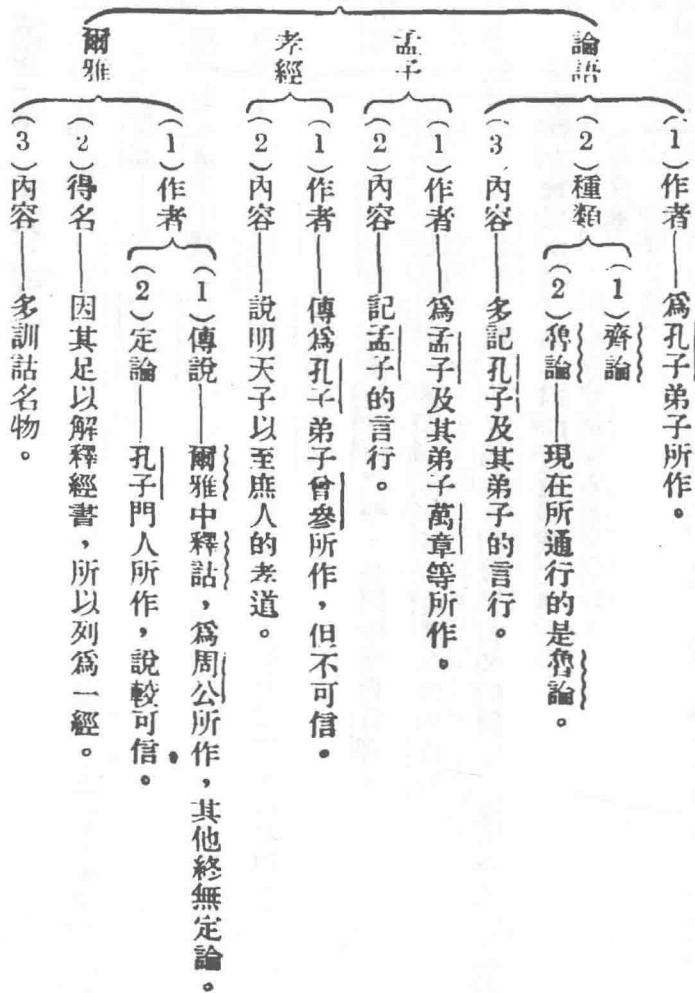 論語
(1)作者——爲孔子弟子所作。
(2)種類
(1)齊論
(2)魯論——現在所通行的是魯論。
(3)內容——多記孔子及其弟子的言行。
孟子
(1)作者——爲孟子及其弟子萬章等所作。
(2)內容——記孟子的言行。
孝經
(1)作者——傳爲孔子弟子曾參所作，但不可信。
(2)內容——說明天子以至庶人的孝道。
爾雅
(1)作者
(1)傳說——爾雅中釋詁，爲周公所作，其他終無定論。
(2)定論——孔子門人所作，說較可信。
(2)得名——因其足以解釋經書，所以列爲一經。
(3)內容——多訓詁名物。